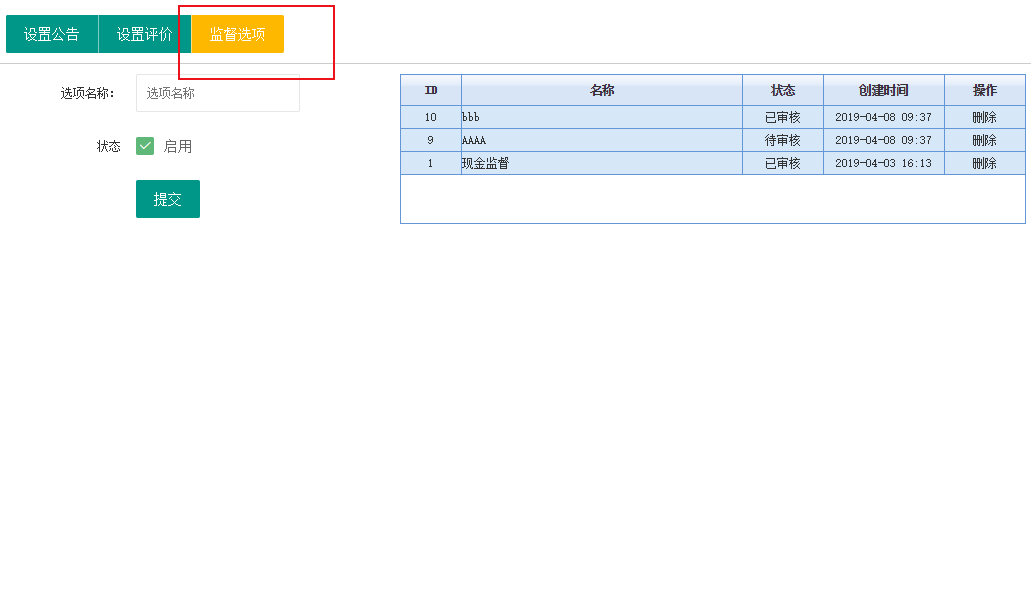 设置公告 设置评价 监督选项
选项名称: 选项名称
状态 启用
提交
ID 名称 状态 创建时间 操作
10 bbb 已审核 2019-04-08 09:37 删除
9 AAAA 待审核 2019-04-08 09:37 删除
1 现金监督 已审核 2019-04-03 16:13 删除